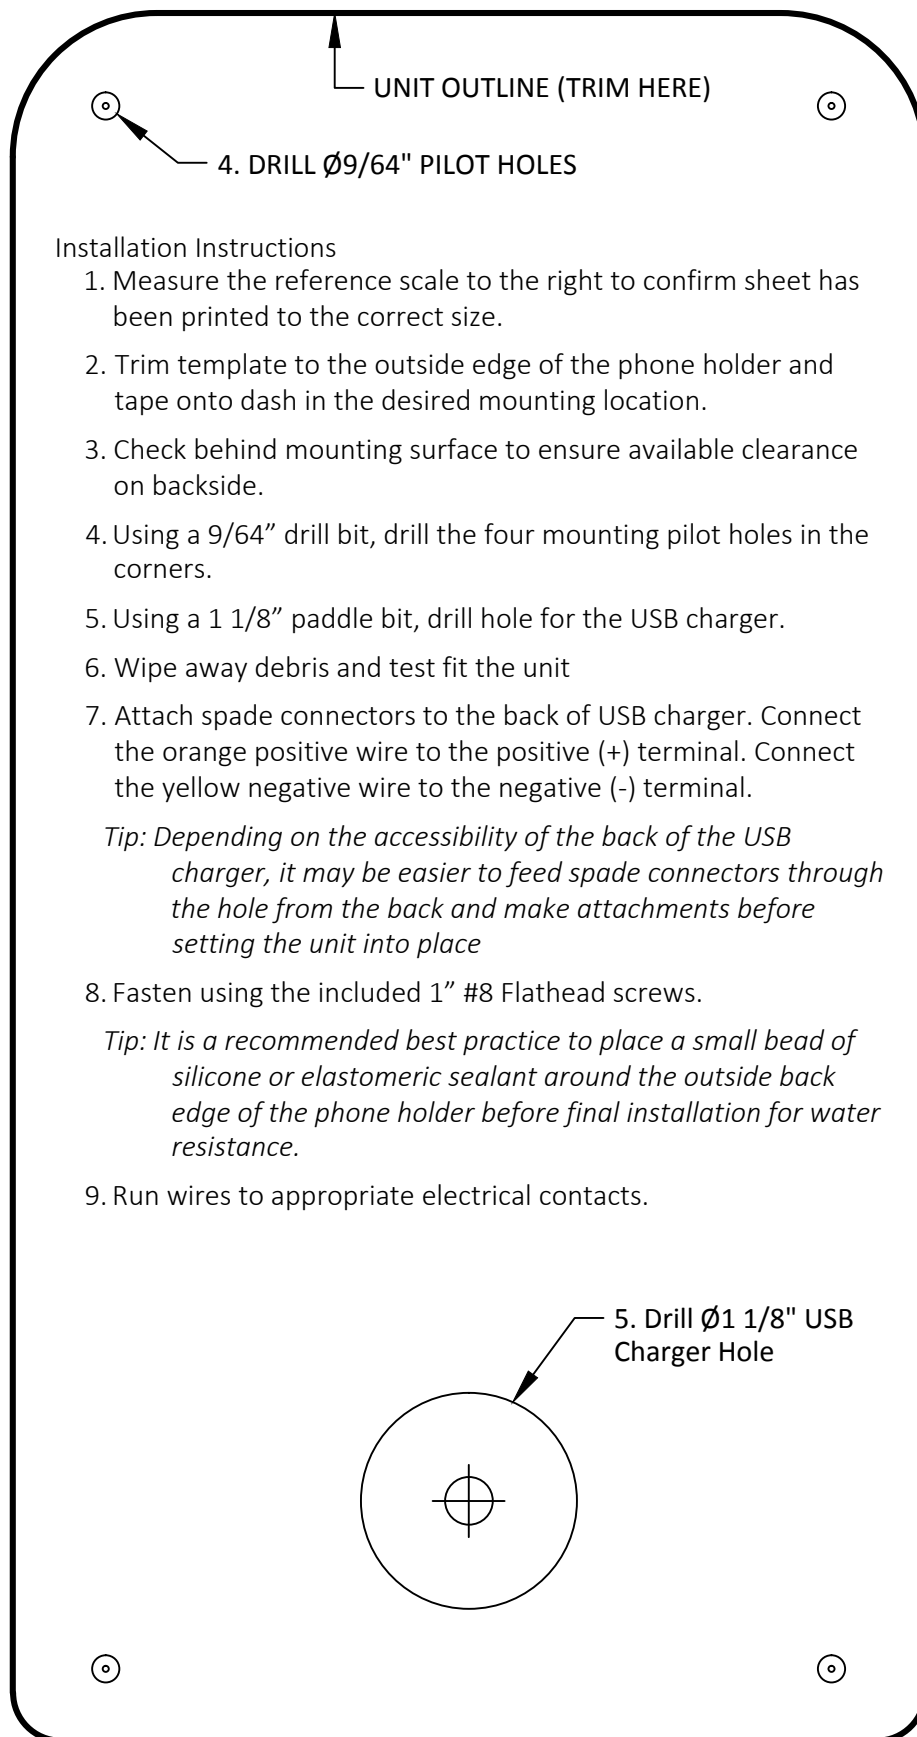 UNIT OUTLINE (TRIM HERE)
4. DRILL Ø9/64" PILOT HOLES
Installation Instructions
1. Measure the reference scale to the right to confirm sheet has
been printed to the correct size.
2. Trim template to the outside edge of the phone holder and
tape onto dash in the desired mounting location.
3. Check behind mounting surface to ensure available clearance
on backside.
4. Using a 9/64” drill bit, drill the four mounting pilot holes in the
corners.
5. Using a 1 1/8” paddle bit, drill hole for the USB charger.
6. Wipe away debris and test fit the unit
7. Attach spade connectors to the back of USB charger. Connect
the orange positive wire to the positive (+) terminal. Connect
the yellow negative wire to the negative (-) terminal.
Tip: Depending on the accessibility of the back of the USB
charger, it may be easier to feed spade connectors through
the hole from the back and make attachments before
setting the unit into place
8. Fasten using the included 1” #8 Flathead screws.
Tip: It is a recommended best practice to place a small bead of
silicone or elastomeric sealant around the outside back
edge of the phone holder before final installation for water
resistance.
9. Run wires to appropriate electrical contacts.
5. Drill Ø1 1/8" USB
Charger Hole